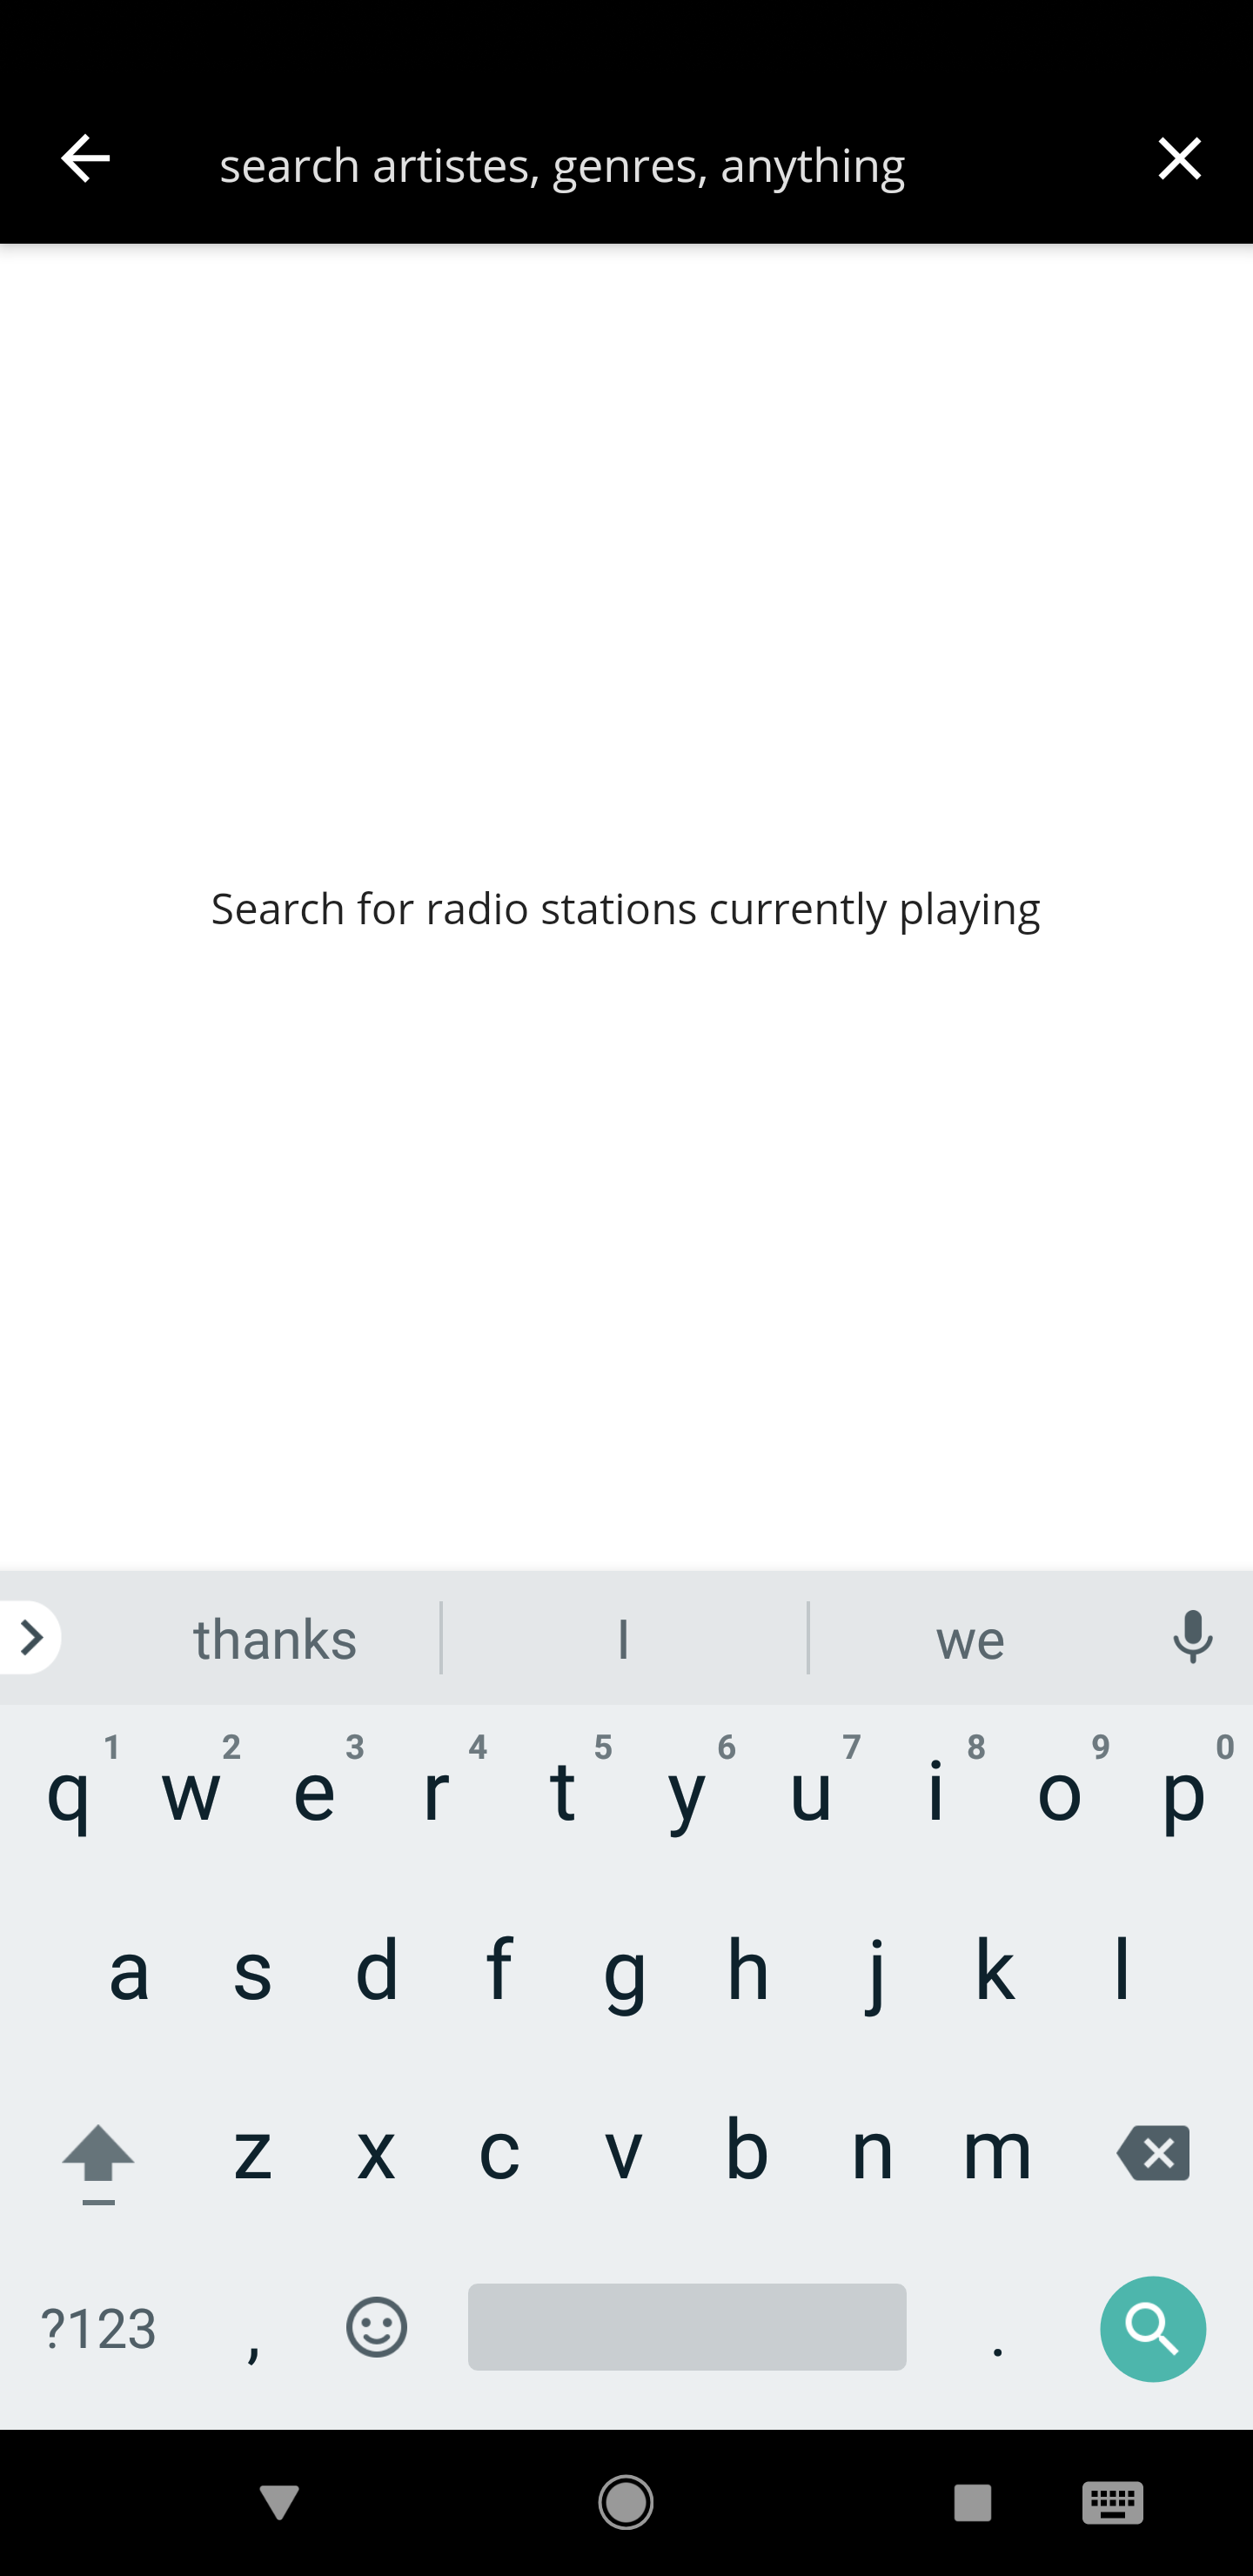 search artistes, genres, anything
Search for radio stations currently playing
thanks I we
1 2 3 4 5 6 7 8 9 0
q w e r t y u i o p
a s d f g h j k l
z x c v b n m
?123 , .